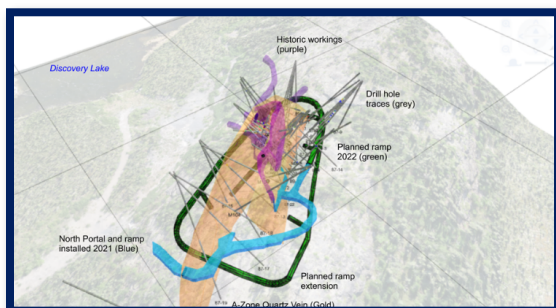 Historic workings
(purple)
Discovery Lake
Drill hole
traces (grey)
Planned ramp
2022 (green)
North Portal and ramp
installed 2021 (Blue)
Planned ramp
extension
A-Zone Quartz Vein (Gold)